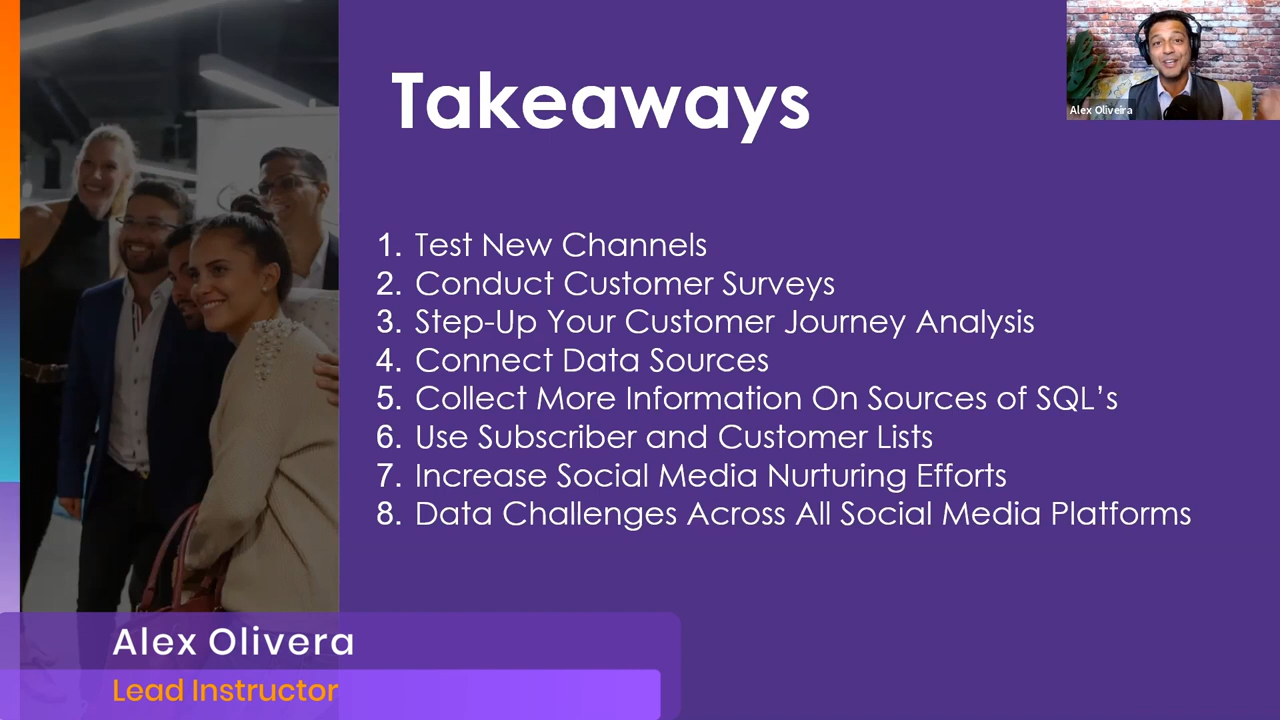 Takeaways
Alex Oliveira
1. Test New Channels
2. Conduct Customer Surveys
3. Step-Up Your Customer Journey Analysis
4. Connect Data Sources
5. Collect More Information On Sources of SQL’s
6. Use Subscriber and Customer Lists
7. Increase Social Media Nurturing Efforts
8. Data Challenges Across All Social Media Platforms
Alex Olivera
Lead Instructor